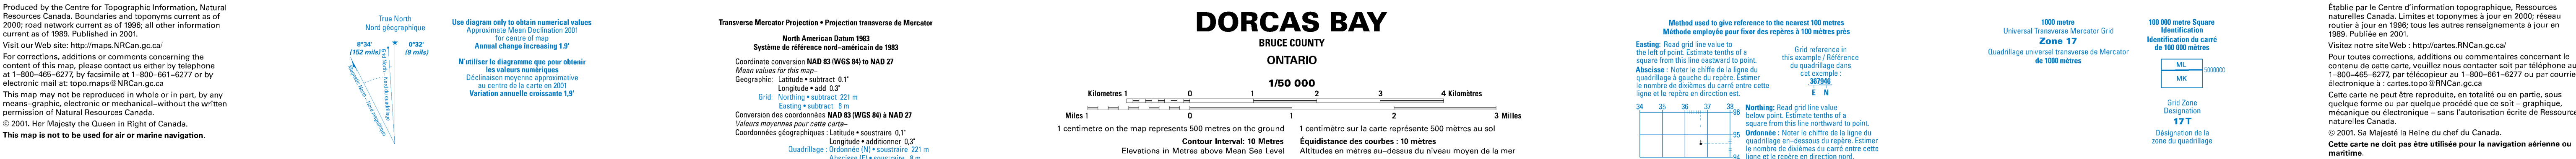 Produced by the Centre for Topographic Information, Natural
Resources Canada. Boundaries and toponyms current as of
2000; road network current as of 1996; all other information
current as of 1989. Published in 2001.
Visit our Web site: http://maps.NRCan.gc.ca/
For corrections, additions or comments concerning the
content of this map, please contact us either by telephone
at 1-800-465-6277, by facsimile at 1-800-661-6277 or by
electronic mail at: topo.maps@NRCan.gc.ca
This map may not be reproduced in whole or in part, by any
means-graphic, electronic or mechanical-without the written
permission of Natural Resources Canada.
© 2001. Her Majesty the Queen in Right of Canada.
This map is not to be used for air or marine navigation.
True North
Nord géographique
8°34'
(152 mils)
0°32'
(9 mils)
Use diagram only to obtain numerical values
Approximate Mean Declination 2001
for centre of map
Annual change increasing 1.9'
N'utiliser le diagramme que pour obtenir
les valeurs numériques
Déclinaison moyenne approximative
au centre de la carte en 2001
Variation annuelle croissante 1,9'
Transverse Mercator Projection • Projection transverse de Mercator
North American Datum 1983
Système de référence nord-américain de 1983
Coordinate conversion NAD 83 (WGS 84) to NAD 27
Mean values for this map-
Geographic: Latitude • subtract 0.1"
Longitude • add 0.3"
Grid: Northing • subtract 221 m
Easting • subtract 8 m
Conversion des coordonnées NAD 83 (WGS 84) à NAD 27
Valeurs moyennes pour cette carte-
Coordonnées géographiques : Latitude • soustraire 0,1"
Longitude • additionner 0,3"
Quadrillage : Ordonnée (N) • soustraire 221 m
Abscisse (E) • soustraire 8 m
DORCAS BAY
BRUCE COUNTY
ONTARIO
1/50 000
Kilometres 1 0 1 2 3 4 Kilomètres
Miles 1 0 1 2 3 Milles
1 centimetre on the map represents 500 metres on the ground
1 centimètre sur la carte représente 500 mètres au sol
Contour Interval: 10 Metres
Équidistance des courbes : 10 mètres
Elevations in Metres above Mean Sea Level
Altitudes en mètres au-dessus du niveau moyen de la mer
Method used to give reference to the nearest 100 metres
Méthode employée pour fixer des repères à 100 mètres près
Easting: Read grid line value to
the left of point. Estimate tenths of a
square from this line eastward to point.
Abscisse : Noter le chiffre de la ligne du
quadrillage à gauche du repère. Estimer
le nombre de dixièmes du carré entre cette
ligne et le repère en direction est.
Grid reference in
this example / Référence
du quadrillage dans
cet exemple :
367946
E N
34 35 36 37 38
96
95
94
Northing: Read grid line value
below point. Estimate tenths of a
square from this line northward to point.
Ordonnée : Noter le chiffre de la ligne du
quadrillage en-dessous du repère. Estimer
le nombre de dixièmes du carré entre cette
ligne et le repère en direction nord.
1000 metre
Universal Transverse Mercator Grid
Zone 17
Quadrillage universel transverse de Mercator
de 1000 mètres
100 000 metre Square
Identification
Identification du carré
de 100 000 mètres
ML
MK
5000000
Grid Zone
Designation
17T
Désignation de la
zone du quadrillage
Établie par le Centre d'information topographique, Ressources
naturelles Canada. Limites et toponymes à jour en 2000; réseau
routier à jour en 1996; tous les autres renseignements à jour en
1989. Publiée en 2001.
Visitez notre site Web : http://cartes.NRCan.gc.ca/
Pour toutes corrections, additions ou commentaires concernant le
contenu de cette carte, veuillez nous contacter soit par téléphone au
1-800-465-6277, par télécopieur au 1-800-661-6277 ou par courrie
électronique à : cartes.topo@NRCan.gc.ca
Cette carte ne peut être reproduite, en totalité ou en partie, sous
quelque forme ou par quelque procédé que ce soit - graphique,
mécanique ou électronique - sans l'autorisation écrite de Ressource
naturelles Canada.
© 2001. Sa Majesté la Reine du chef du Canada.
Cette carte ne doit pas être utilisée pour la navigation aérienne ou
maritime.